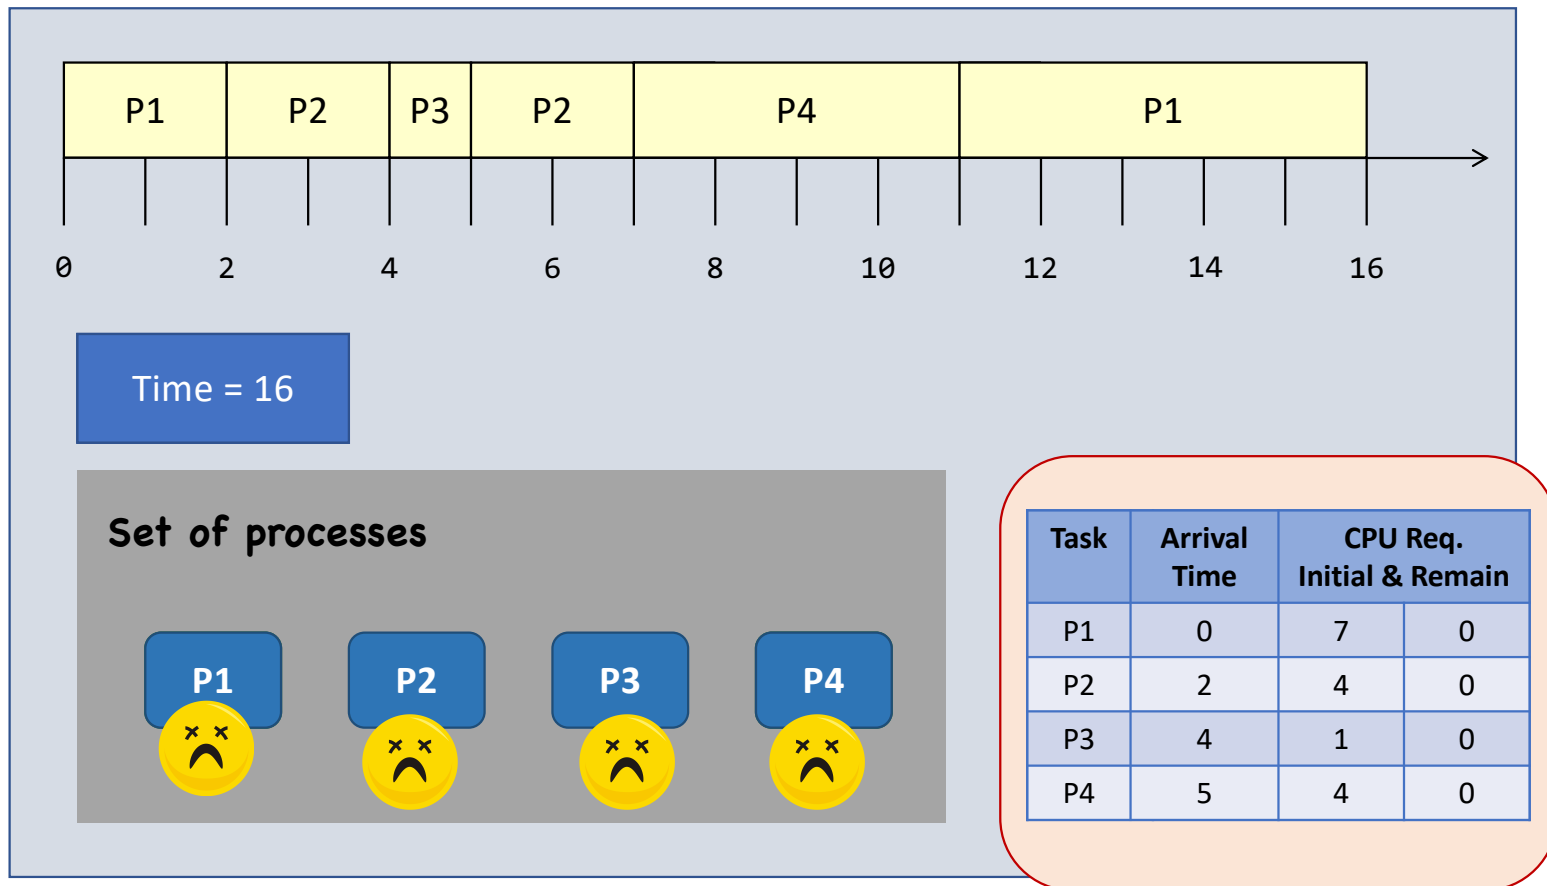 P1 P2 P3 P2 P4 P1
0 2 4 6 8 10 12 14 16
Time = 16
Set of processes
P1 P2 P3 P4
Task Arrival Time CPU Req. Initial & Remain
P1 0 7 0
P2 2 4 0
P3 4 1 0
P4 5 4 0